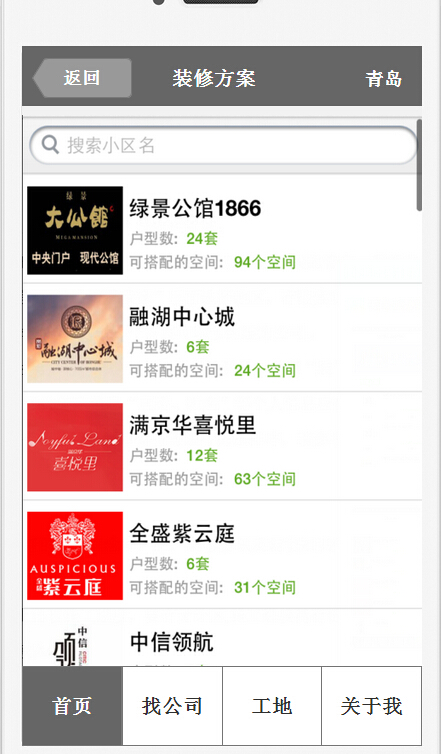 返回
装修方案
青岛
搜索小区名
绿景
大公馆
MEGAMANSION
中央门户 现代公馆
绿景公馆1866
户型数: 24套
可搭配的空间: 94个空间
融湖中心城
融湖中心城
户型数: 6套
可搭配的空间: 24个空间
Joyful Land
喜悦里
满京华喜悦里
户型数: 12套
可搭配的空间: 63个空间
AUSPICIOUS
全盛
紫云庭
全盛紫云庭
户型数: 6套
可搭配的空间: 31个空间
中信
领
中信领航
首页
找公司
工地
关于我